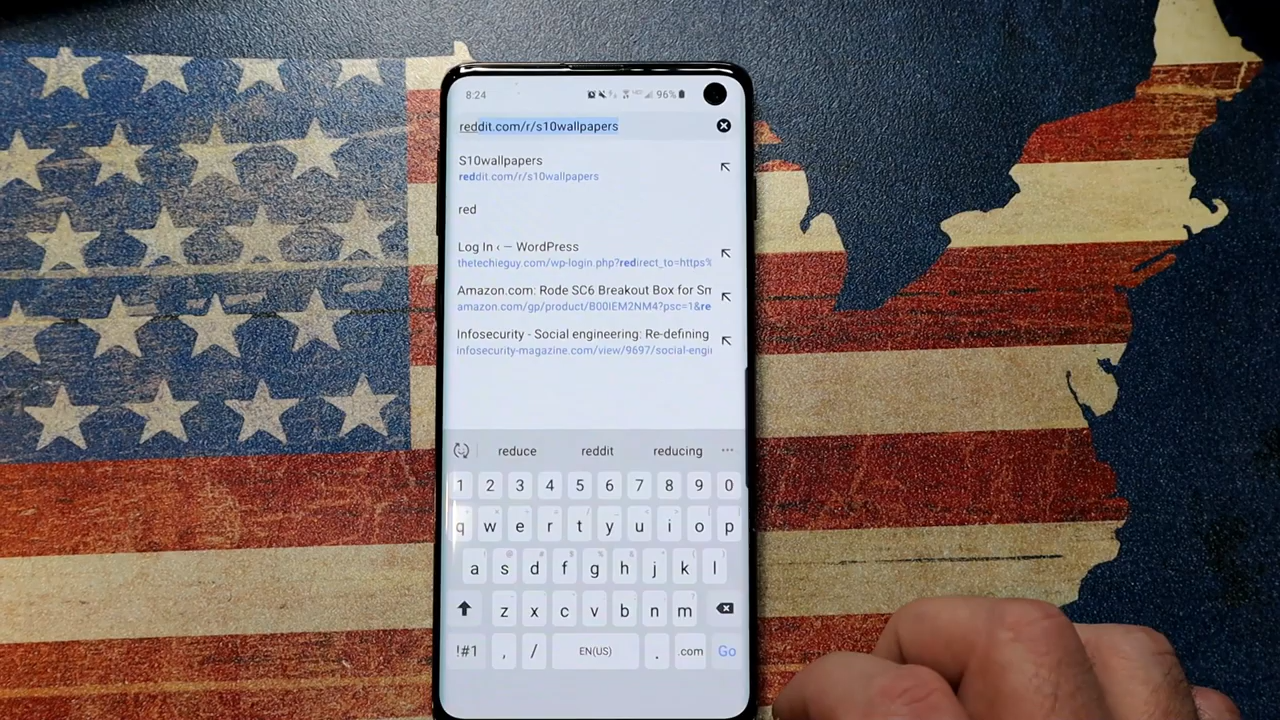 8:24 96%
reddit.com/r/s10wallpapers
S10wallpapers
reddit.com/r/s10wallpapers
red
Log In ‹ — WordPress
thetechieguy.com/wp-login.php?redirect_to=https%
Amazon.com: Rode SC6 Breakout Box for Sm
amazon.com/gp/product/B00IEM2NM4?psc=1&re
Infosecurity - Social engineering: Re-defining
infosecurity-magazine.com/view/9697/social-engi
reduce reddit reducing ...
1 2 3 4 5 6 7 8 9 0
q w e r t y u i o p
a s d f g h j k l
z x c v b n m
!#1 , / EN(US) . .com Go